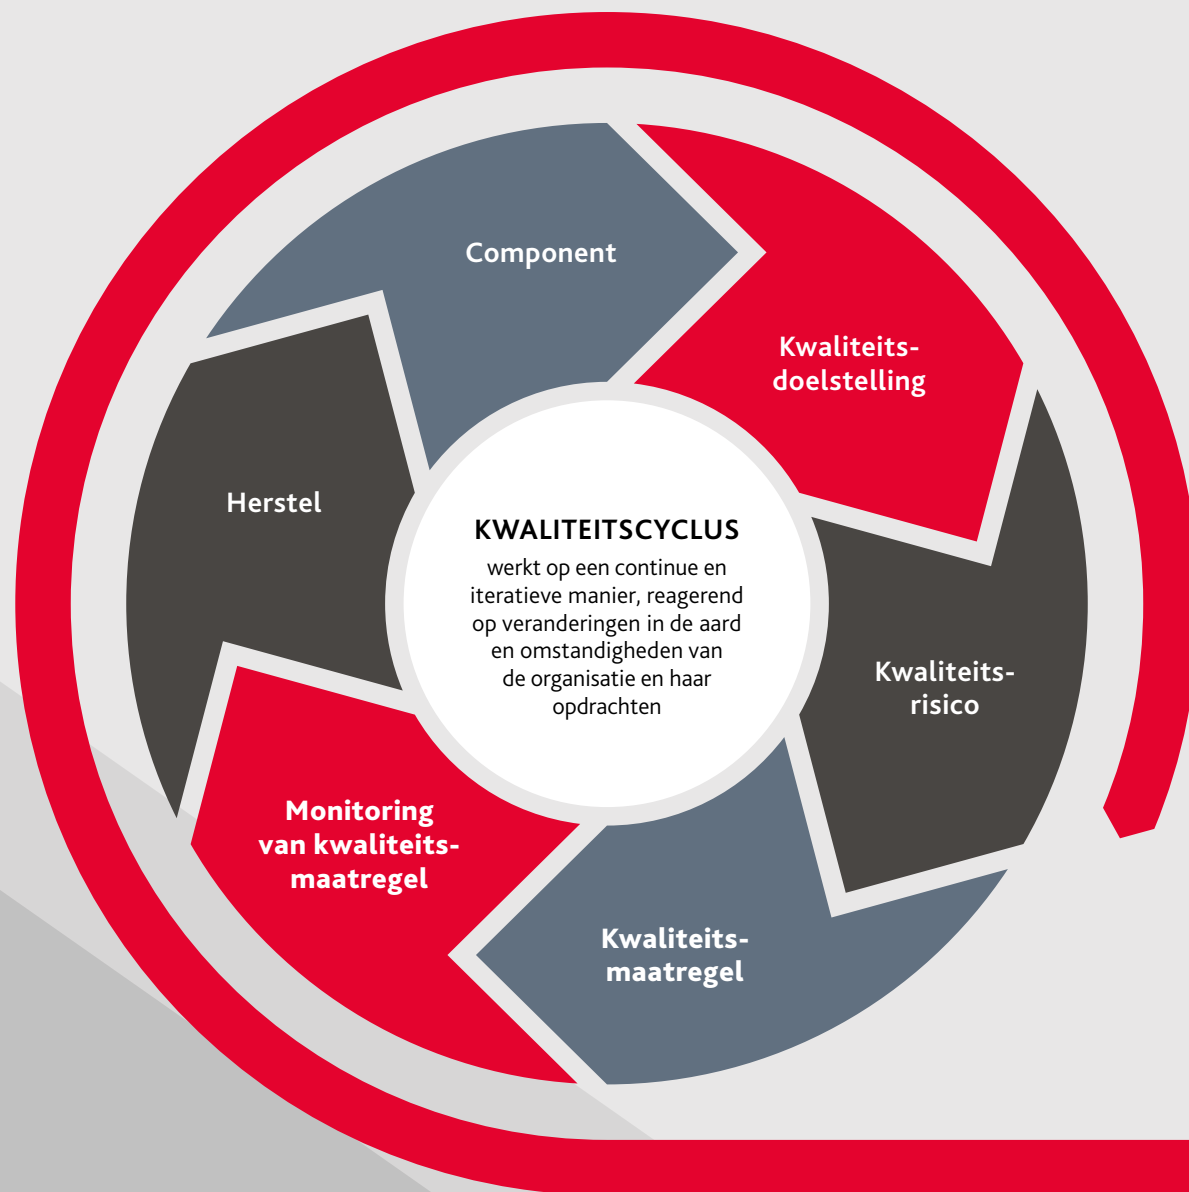 Component
Kwaliteits-
doelstelling
Kwaliteits-
risico
Kwaliteits-
maatregel
Monitoring
van kwaliteits-
maatregel
Herstel
KWALITEITSCYCLUS
werkt op een continue en
iteratieve manier, reagerend
op veranderingen in de aard
en omstandigheden van
de organisatie en haar
opdrachten